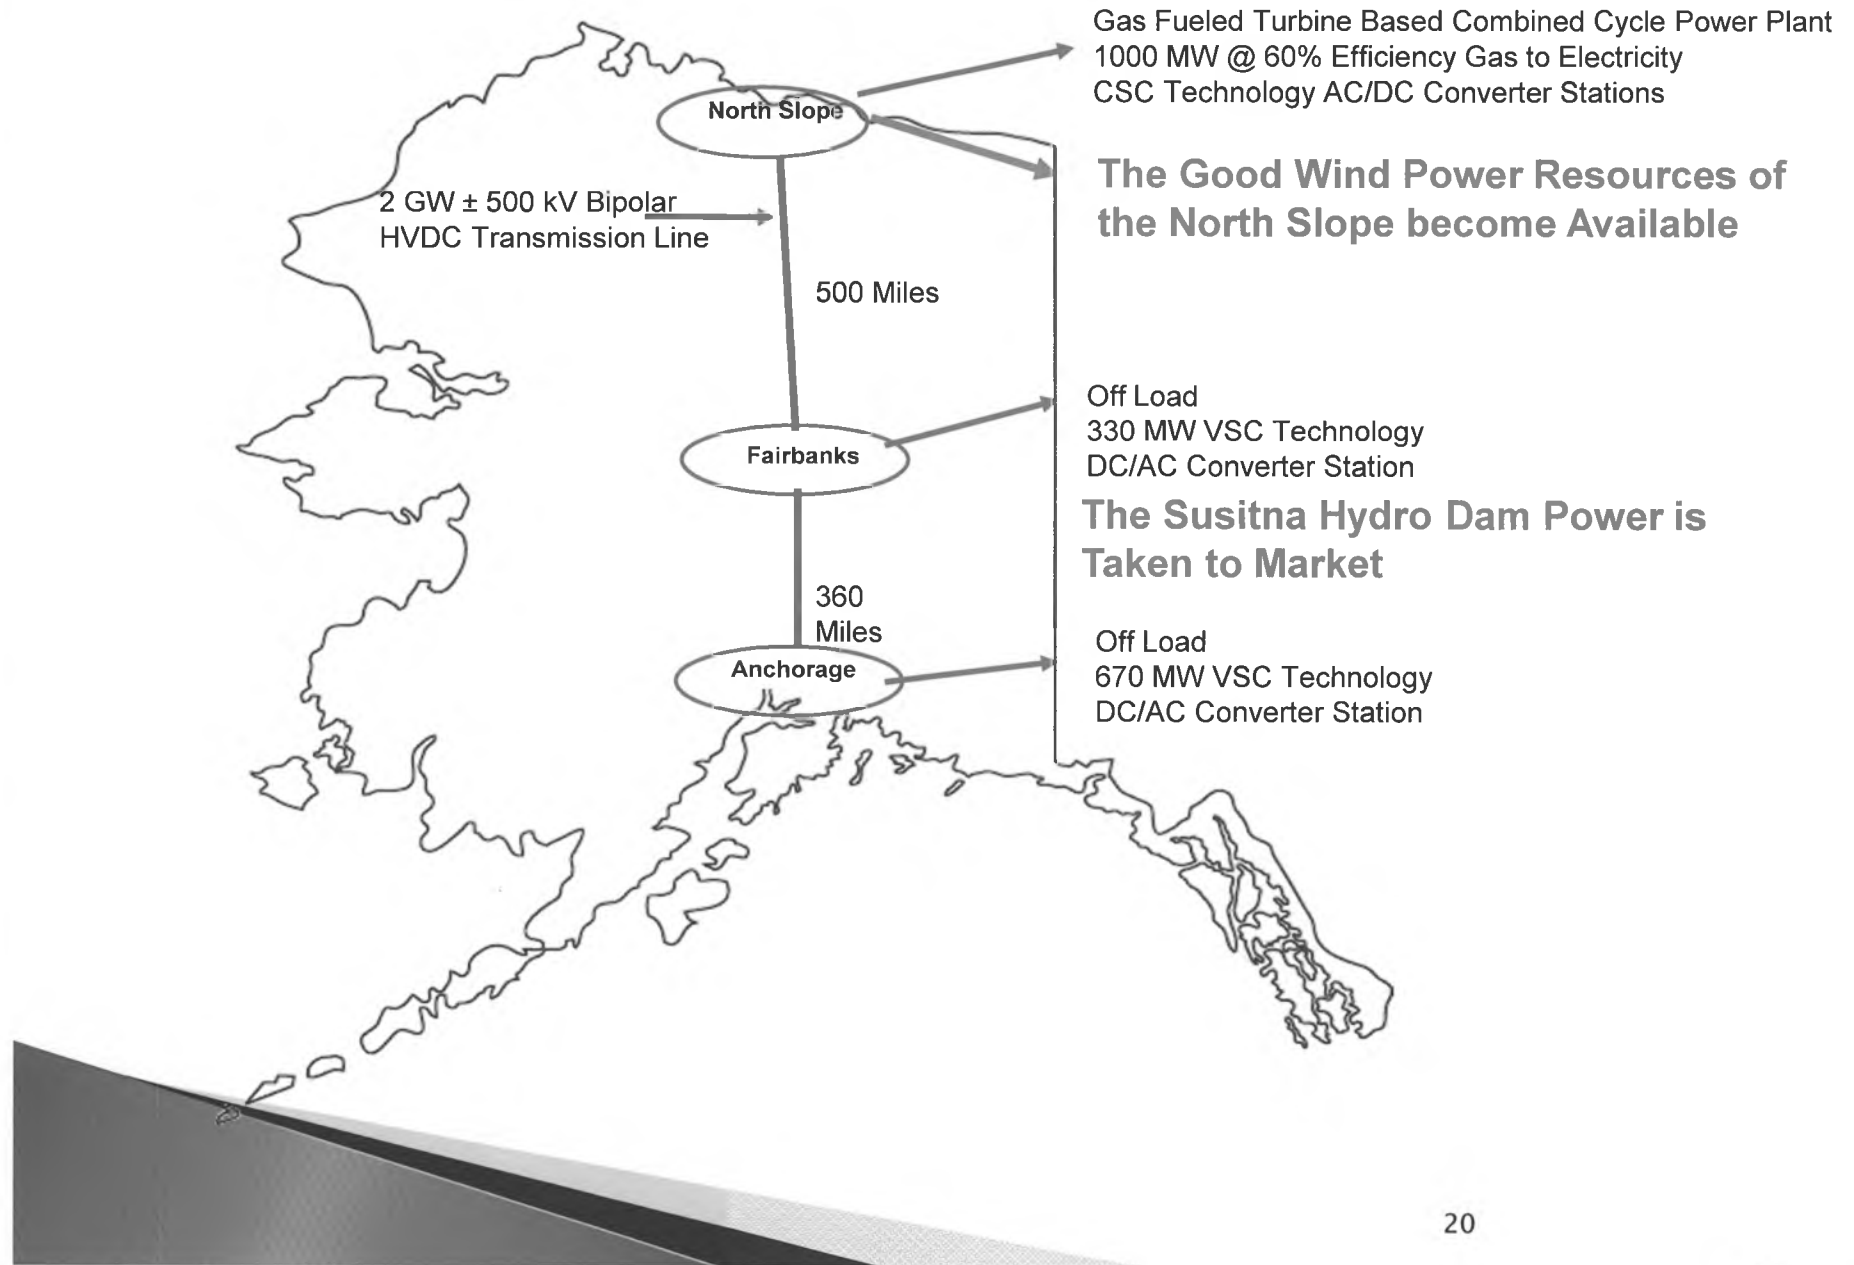 Gas Fueled Turbine Based Combined Cycle Power Plant
1000 MW @ 60% Efficiency Gas to Electricity
CSC Technology AC/DC Converter Stations
North Slope
The Good Wind Power Resources of
the North Slope become Available
2 GW ± 500 kV Bipolar
HVDC Transmission Line
500 Miles
Off Load
330 MW VSC Technology
DC/AC Converter Station
Fairbanks
The Susitna Hydro Dam Power is
Taken to Market
360
Miles
Off Load
670 MW VSC Technology
DC/AC Converter Station
Anchorage
20